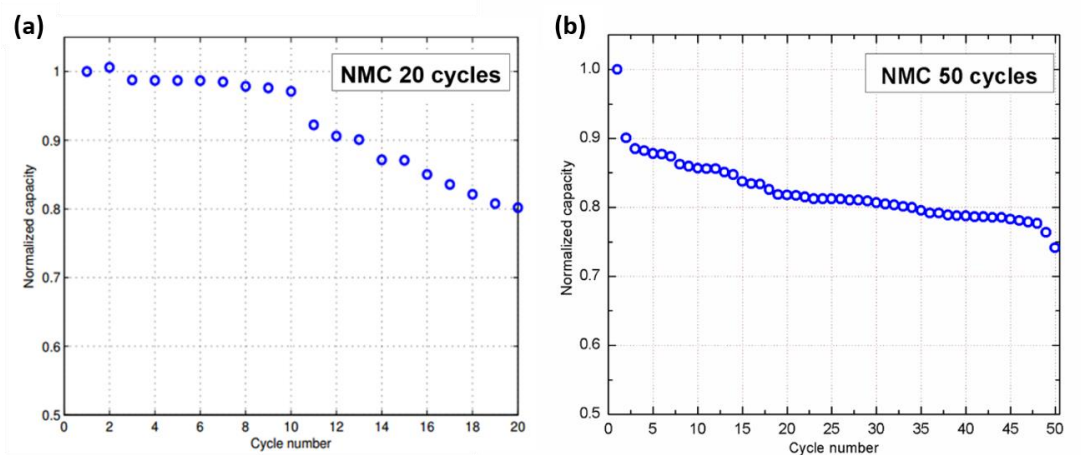 (a)
NMC 20 cycles
Normalized capacity
1
0.9
0.8
0.7
0.6
0.5
0 2 4 6 8 10 12 14 16 18 20
Cycle number
(b)
NMC 50 cycles
Normalized capacity
1.0
0.9
0.8
0.7
0.6
0.5
0 5 10 15 20 25 30 35 40 45 50
Cycle number